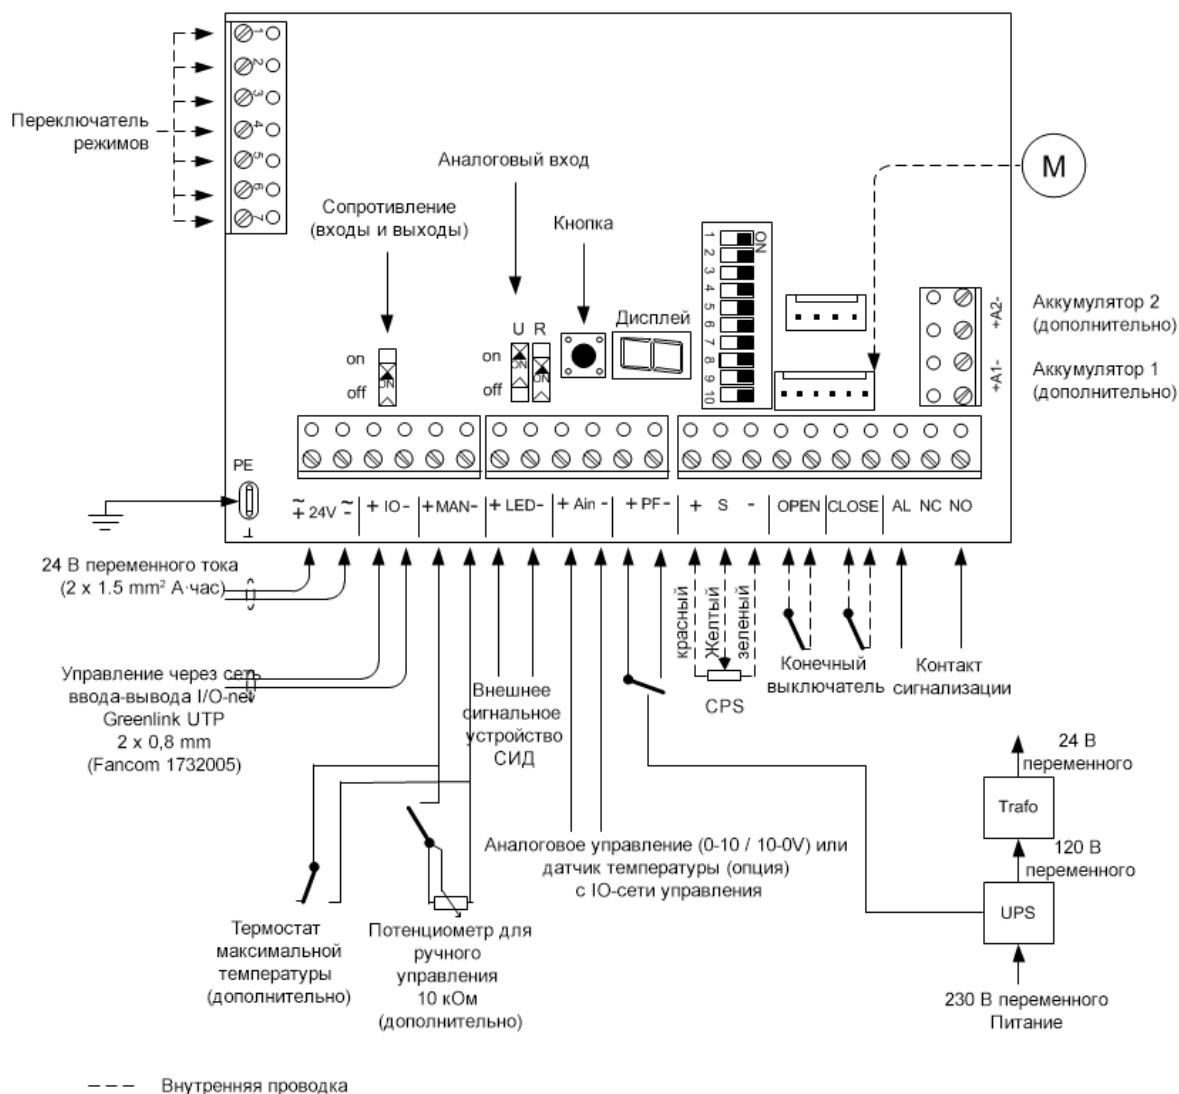 1
2
3
4
5
6
7
Переключатель
режимов
M
Аналоговый вход
Сопротивление
(входы и выходы)
Кнопка
U R
Дисплей
on
off
ON
on
off
ON
ON
ON
1
2
3
4
5
6
7
8
9
10
+A2-
+A1-
Аккумулятор 2
(дополнительно)
Аккумулятор 1
(дополнительно)
PE
+ 24V -
+ IO -
+ MAN -
+ LED -
+ Ain -
+ PF -
+ S -
OPEN
CLOSE
AL NC NO
24 В переменного тока
(2 x 1.5 mm² А·час)
Управление через сеть
ввода-вывода I/O-net
Greenlink UTP
2 x 0,8 mm
(Fancom 1732005)
Внешнее
сигнальное
устройство
СИД
красный
Желтый
зеленый
CPS
Конечный
выключатель
Контакт
сигнализации
24 В
переменного
Trafo
120 В
переменного
UPS
230 В переменного
Питание
Аналоговое управление (0-10 / 10-0V) или
датчик температуры (опция)
с IO-сети управления
Термостат
максимальной
температуры
(дополнительно)
Потенциометр для
ручного
управления
10 кОм
(дополнительно)
Внутренняя проводка